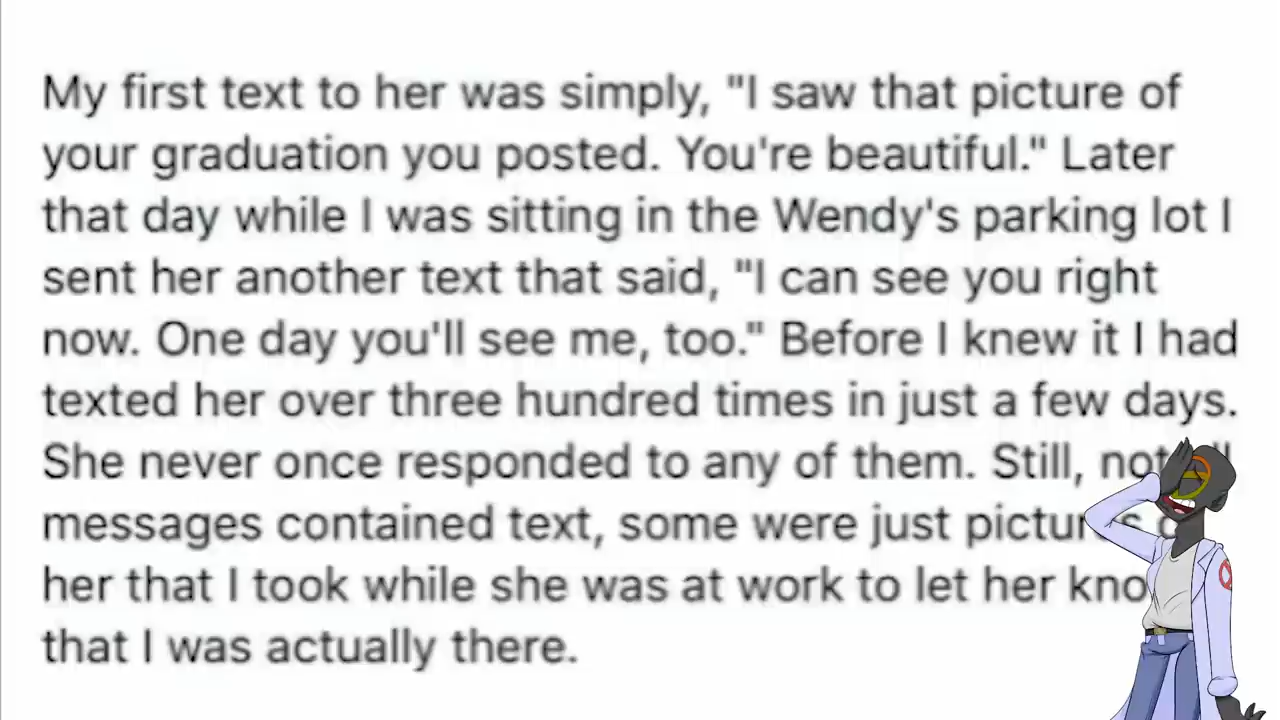 My first text to her was simply, "I saw that picture of
your graduation you posted. You're beautiful." Later
that day while I was sitting in the Wendy's parking lot I
sent her another text that said, "I can see you right
now. One day you'll see me, too." Before I knew it I had
texted her over three hundred times in just a few days.
She never once responded to any of them. Still, not
messages contained text, some were just pictures
her that I took while she was at work to let her
that I was actually there.